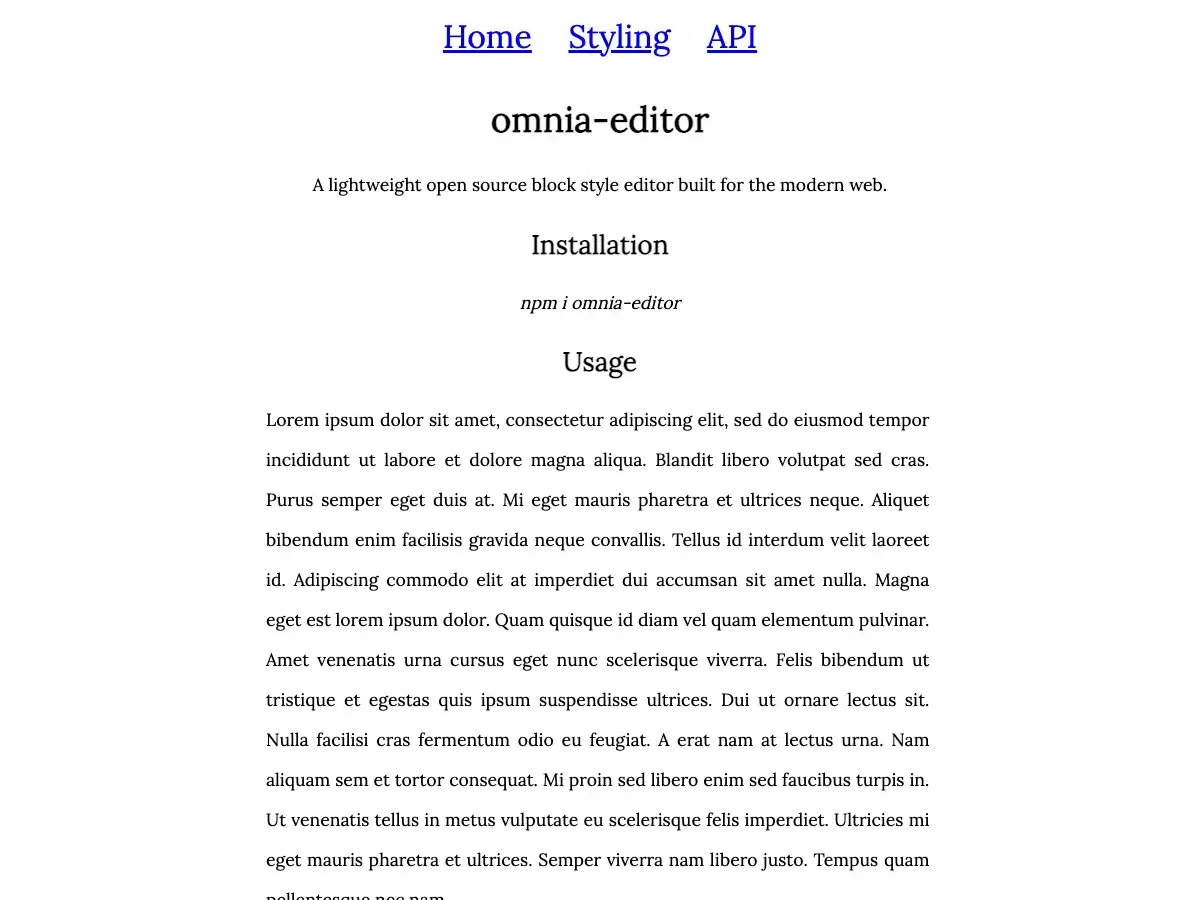 Home Styling API
omnia-editor
A lightweight open source block style editor built for the modern web.
Installation
npm i omnia-editor
Usage
Lorem ipsum dolor sit amet, consectetur adipiscing elit, sed do eiusmod tempor
incididunt ut labore et dolore magna aliqua. Blandit libero volutpat sed cras.
Purus semper eget duis at. Mi eget mauris pharetra et ultrices neque. Aliquet
bibendum enim facilisis gravida neque convallis. Tellus id interdum velit laoreet
id. Adipiscing commodo elit at imperdiet dui accumsan sit amet nulla. Magna
eget est lorem ipsum dolor. Quam quisque id diam vel quam elementum pulvinar.
Amet venenatis urna cursus eget nunc scelerisque viverra. Felis bibendum ut
tristique et egestas quis ipsum suspendisse ultrices. Dui ut ornare lectus sit.
Nulla facilisi cras fermentum odio eu feugiat. A erat nam at lectus urna. Nam
aliquam sem et tortor consequat. Mi proin sed libero enim sed faucibus turpis in.
Ut venenatis tellus in metus vulputate eu scelerisque felis imperdiet. Ultricies mi
eget mauris pharetra et ultrices. Semper viverra nam libero justo. Tempus quam
pellentesque nec nam.